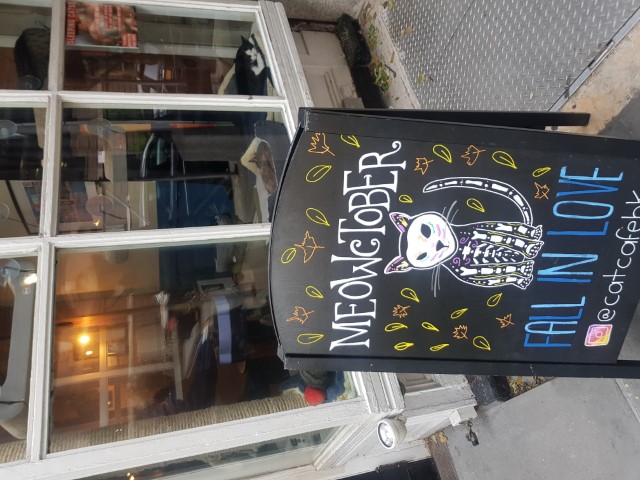 MEOWCTOBER
FALL IN LOVE
@catcafebk